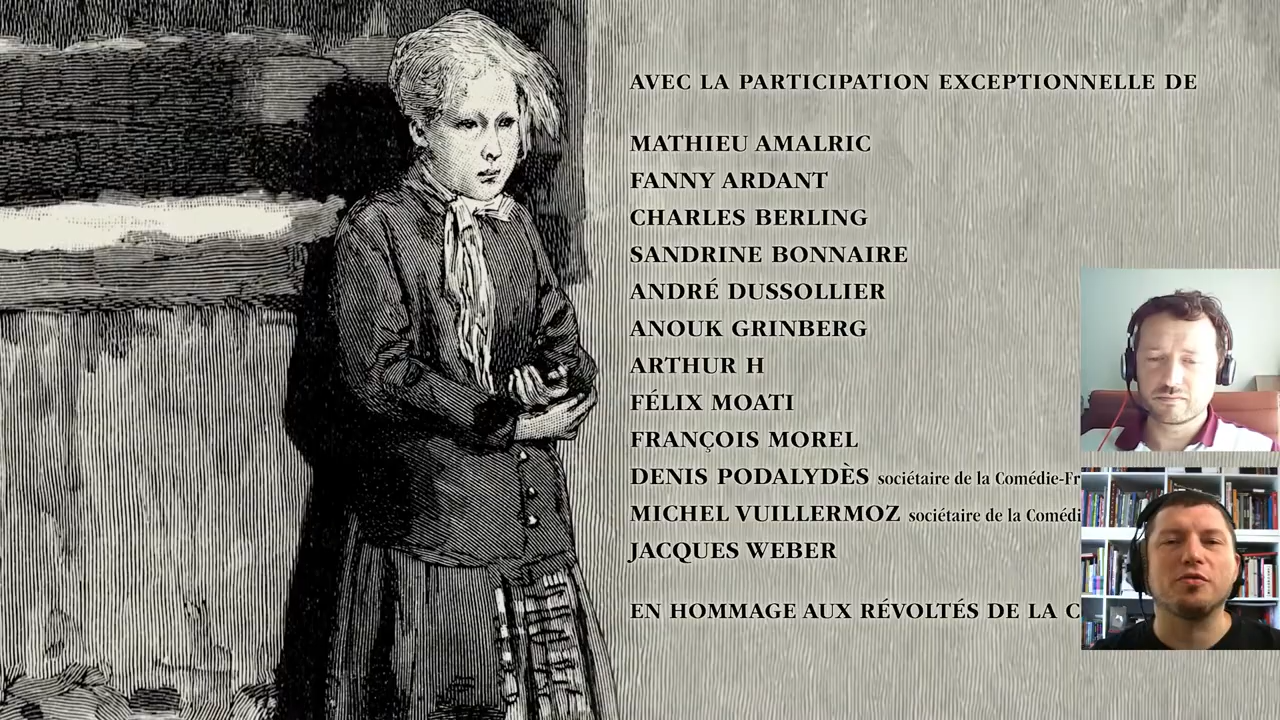 AVEC LA PARTICIPATION EXCEPTIONNELLE DE
MATHIEU AMALRIC
FANNY ARDANT
CHARLES BERLING
SANDRINE BONNAIRE
ANDRÉ DUSSOLLIER
ANOUK GRINBERG
ARTHUR H
FÉLIX MOATI
FRANÇOIS MOREL
DENIS PODALYDÈS sociétaire de la
MICHEL VUILLERMOZ sociétaire de la
JACQUES WEBER
EN HOMMAGE AUX RÉVOLTÉS DE LA